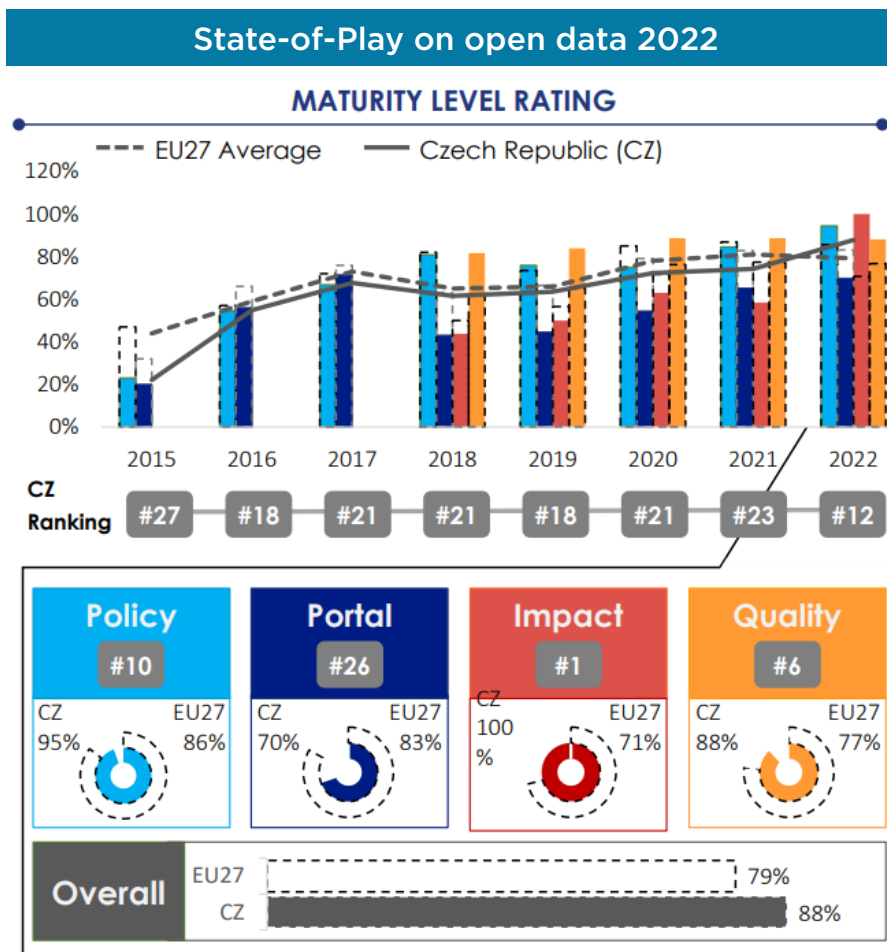 State-of-Play on open data 2022
MATURITY LEVEL RATING
EU27 Average Czech Republic (CZ)
120%
100%
80%
60%
40%
20%
0%
2015 2016 2017 2018 2019 2020 2021 2022
CZ
Ranking
#27 #18 #21 #21 #18 #21 #23 #12
Policy Portal Impact Quality
#10 #26 #1 #6
CZ EU27 CZ EU27 CZ EU27 CZ EU27
95% 86% 70% 83% 100 71% 88% 77%
%
Overall
EU27 79%
CZ 88%